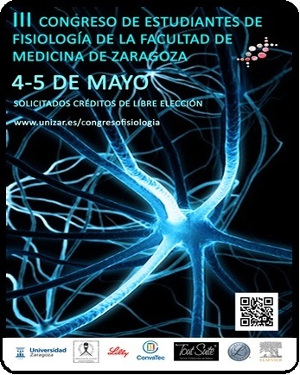 III CONGRESO DE ESTUDIANTES DE
FISIOLOGÍA DE LA FACULTAD DE
MEDICINA DE ZARAGOZA
4-5 DE MAYO
SOLICITADOS CRÉDITOS DE LIBRE ELECCIÓN
www.unizar.es/congresofisiologia
Universidad
Zaragoza
Lilly
ConvaTec
ELSEVIER